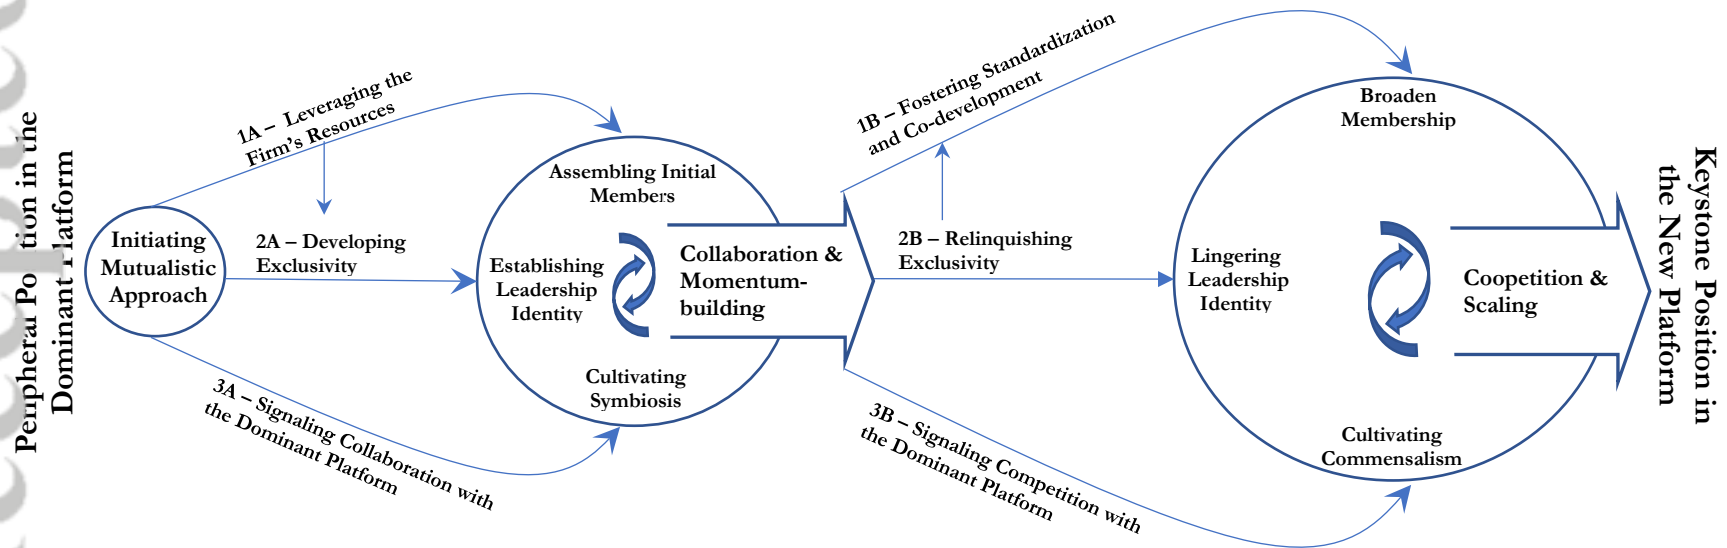 Peripheral Po tion in the
Dominant Platform
1A – Leveraging the
Firm's Resources
Initiating
Mutualistic
Approach
2A – Developing
Exclusivity
3A – Signaling Collaboration with
the Dominant Platform
Assembling Initial
Members
Establishing
Leadership
Identity
Cultivating
Symbiosis
Collaboration &
Momentum-
building
1B – Fostering Standardization
and Co-development
2B – Relinquishing
Exclusivity
3B – Signaling Competition with
the Dominant Platform
Broaden
Membership
Lingering
Leadership
Identity
Cultivating
Commensalism
Coopetition &
Scaling
Keystone Position in
the New Platform